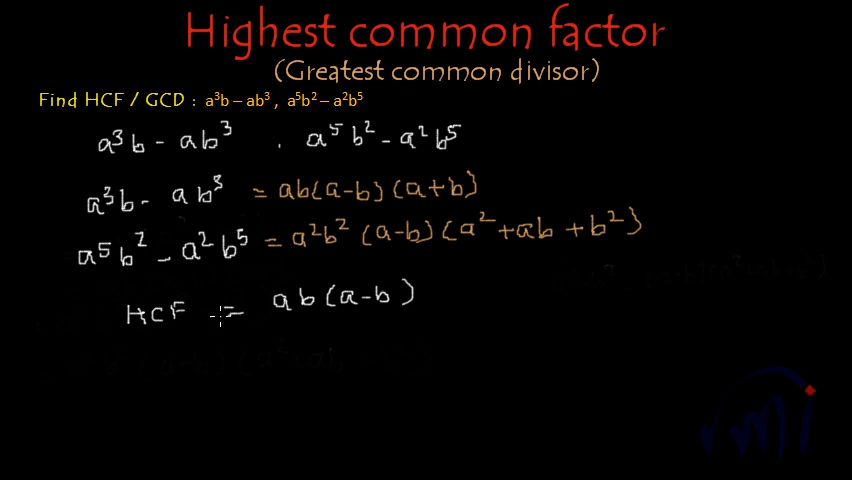 Highest common factor
(Greatest common divisor)
Find HCF / GCD : a³b – ab³ , a⁵b² – a²b⁵
a³b - ab³ , a⁵b² - a²b⁵
a³b - ab³ = ab(a-b)(a+b)
a⁵b² - a²b⁵ = a²b²(a-b)(a²+ab+b²)
HCF = ab(a-b)
rmi